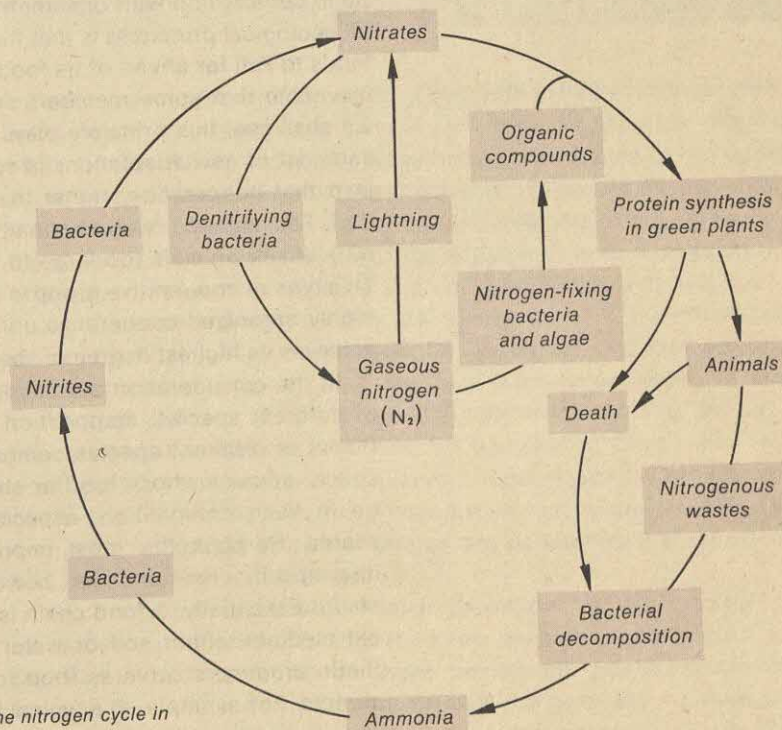 Nitrates
Organic
compounds
Protein synthesis
in green plants
Bacteria
Denitrifying
bacteria
Lightning
Nitrogen-fixing
bacteria
and algae
Gaseous
nitrogen
(N₂)
Animals
Nitrites
Death
Nitrogenous
wastes
Bacteria
Bacterial
decomposition
Ammonia
he nitrogen cycle in